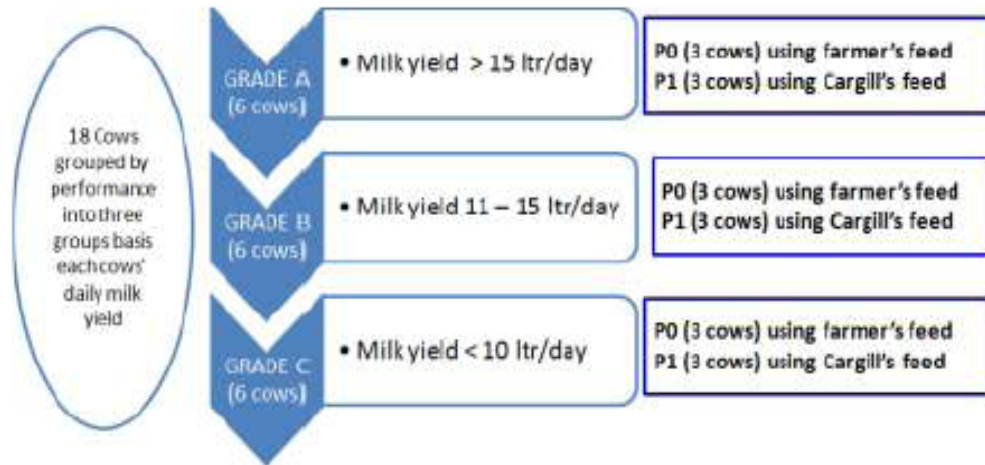 18 Cows
grouped by
performance
into three
groups basis
each cows'
daily milk
yield
GRADE A
(6 cows)
• Milk yield > 15 ltr/day
P0 (3 cows) using farmer's feed
P1 (3 cows) using Cargill's feed
GRADE B
(6 cows)
• Milk yield 11 – 15 ltr/day
P0 (3 cows) using farmer's feed
P1 (3 cows) using Cargill's feed
GRADE C
(6 cows)
• Milk yield < 10 ltr/day
P0 (3 cows) using farmer's feed
P1 (3 cows) using Cargill's feed